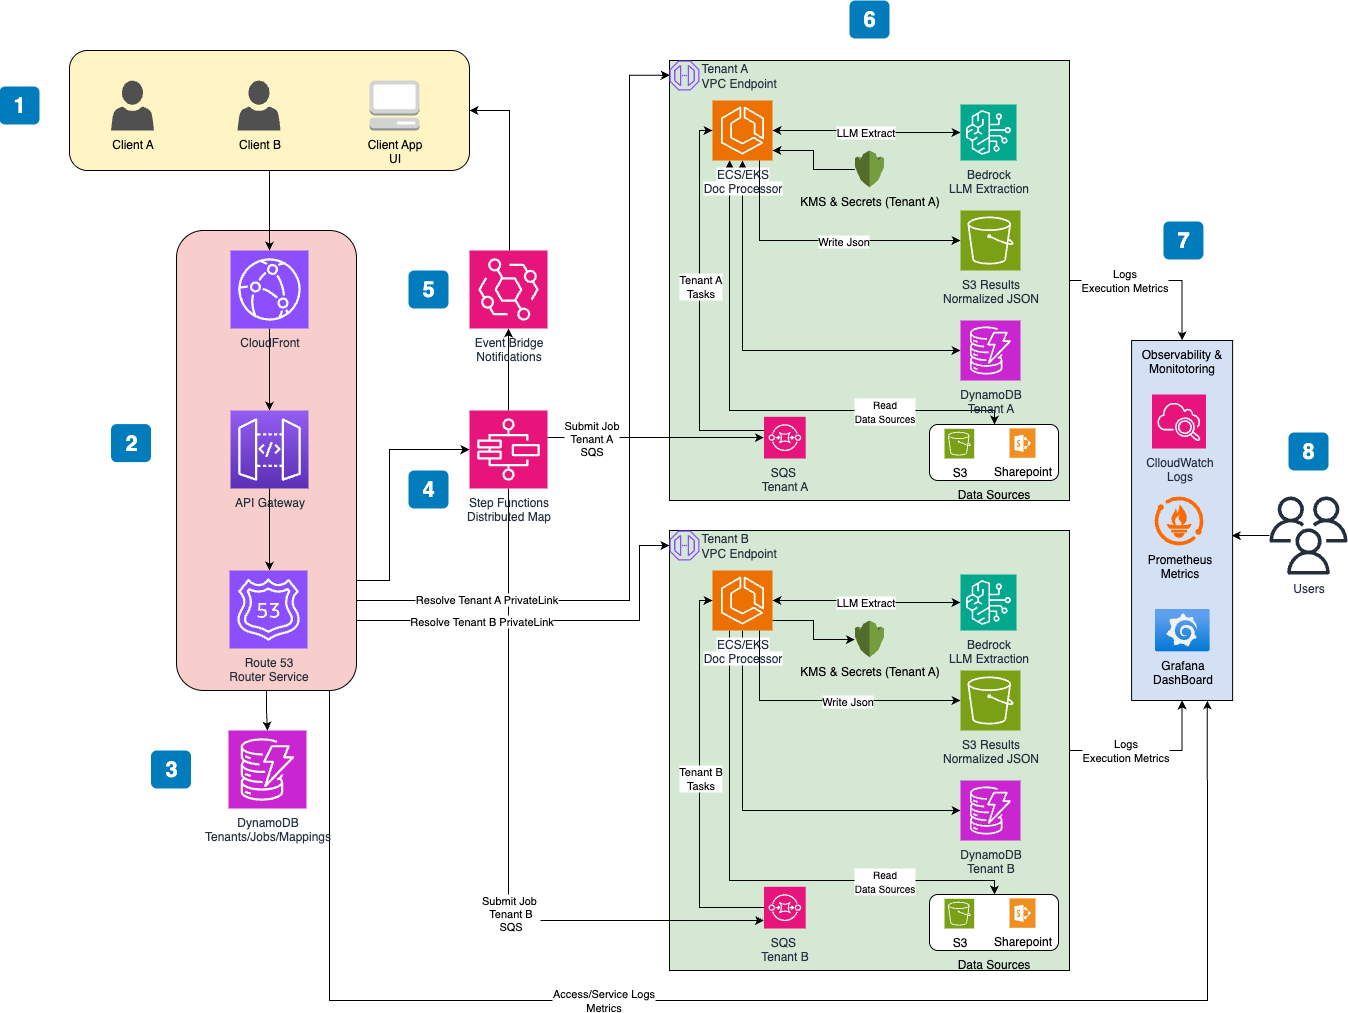 6
1
Client A
Client B
Client App
UI
2
CloudFront
API Gateway
53
Route 53
Router Service
3
DynamoDB
Tenants/Jobs/Mappings
5
Event Bridge
Notifications
4
Step Functions
Distributed Map
Submit Job
Tenant A
SQS
Resolve Tenant A PrivateLink
Resolve Tenant B PrivateLink
Submit Job
Tenant B
SQS
Access/Service Logs
Metrics
Tenant A
VPC Endpoint
ECS/EKS
Doc Processor
LLM Extract
Bedrock
LLM Extraction
KMS & Secrets (Tenant A)
Write Json
S3 Results
Normalized JSON
Tenant A
Tasks
DynamoDB
Tenant A
Read
Data Sources
SQS
Tenant A
S3
S
Sharepoint
Data Sources
Tenant B
VPC Endpoint
ECS/EKS
Doc Processor
LLM Extract
Bedrock
LLM Extraction
KMS & Secrets (Tenant A)
Write Json
S3 Results
Normalized JSON
Tenant B
Tasks
DynamoDB
Tenant B
Read
Data Sources
SQS
Tenant B
S3
S
Sharepoint
Data Sources
7
Logs
Execution Metrics
Logs
Execution Metrics
Observability &
Monitotoring
ClloudWatch
Logs
Prometheus
Metrics
Grafana
DashBoard
8
Users